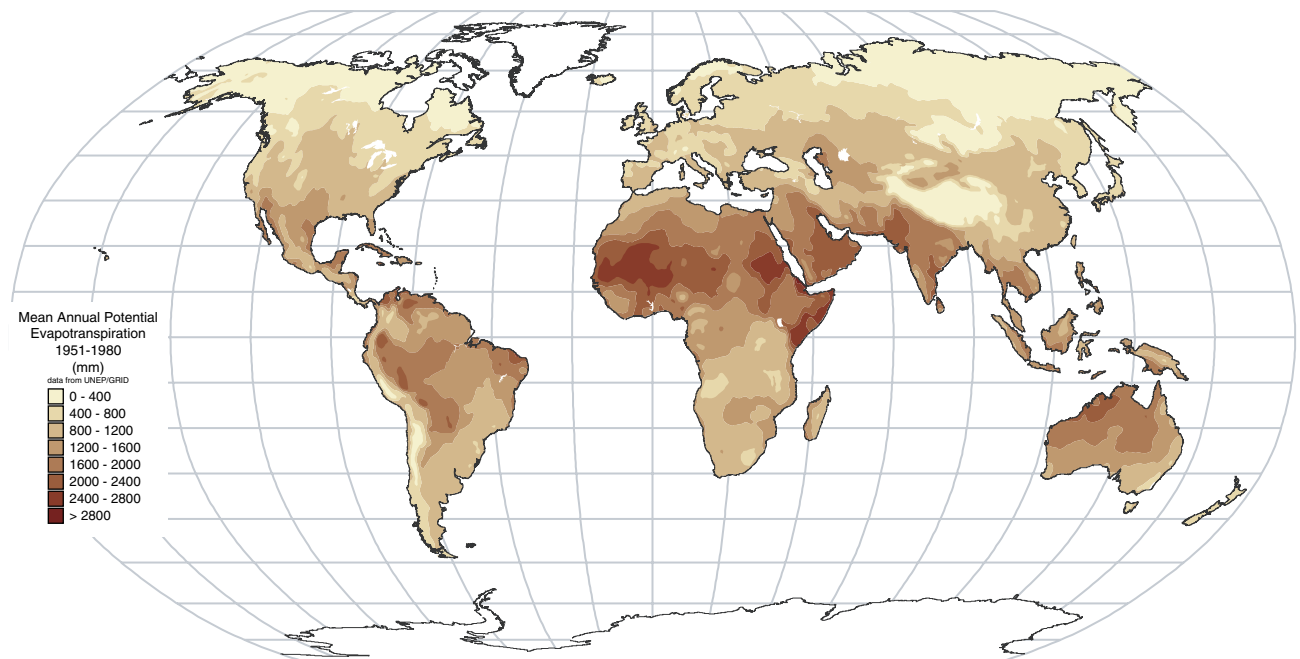 Mean Annual Potential
Evapotranspiration
1951-1980
(mm)
data from UNEP/GRID
0 - 400
400 - 800
800 - 1200
1200 - 1600
1600 - 2000
2000 - 2400
2400 - 2800
> 2800